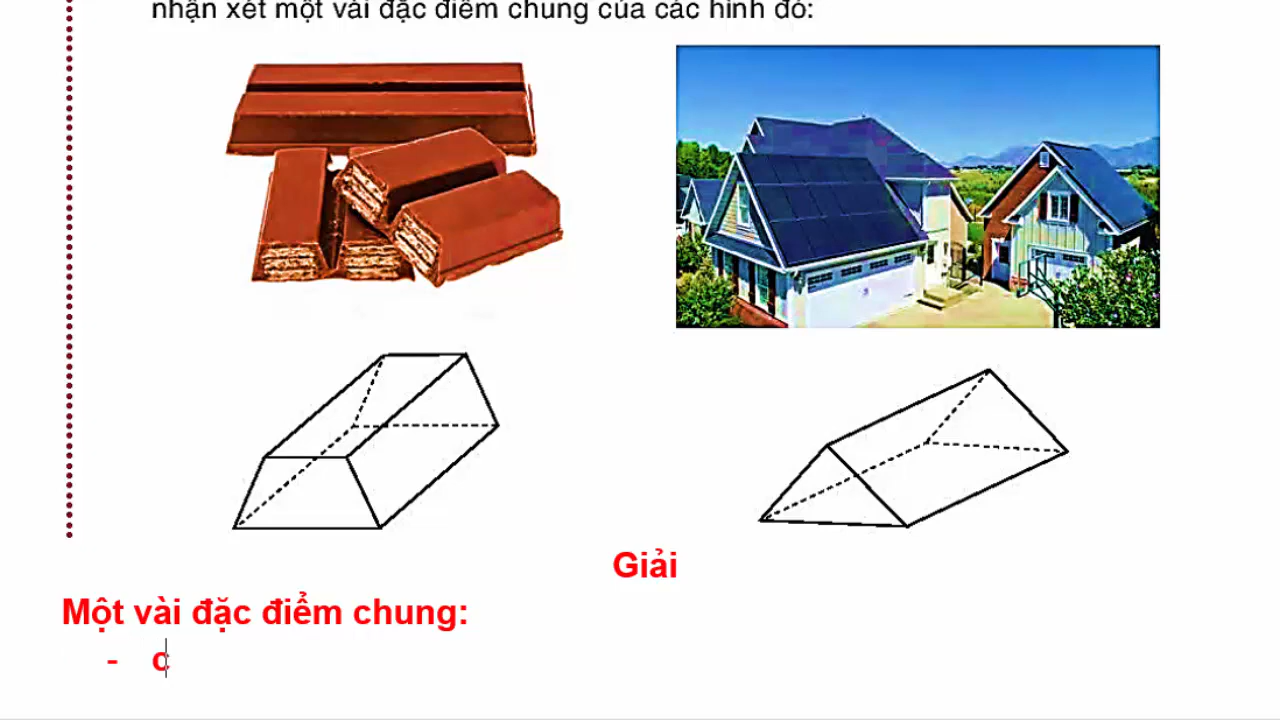 nhận xét một vài đặc điểm chung của các hình đó:
Giải
Một vài đặc điểm chung:
- c